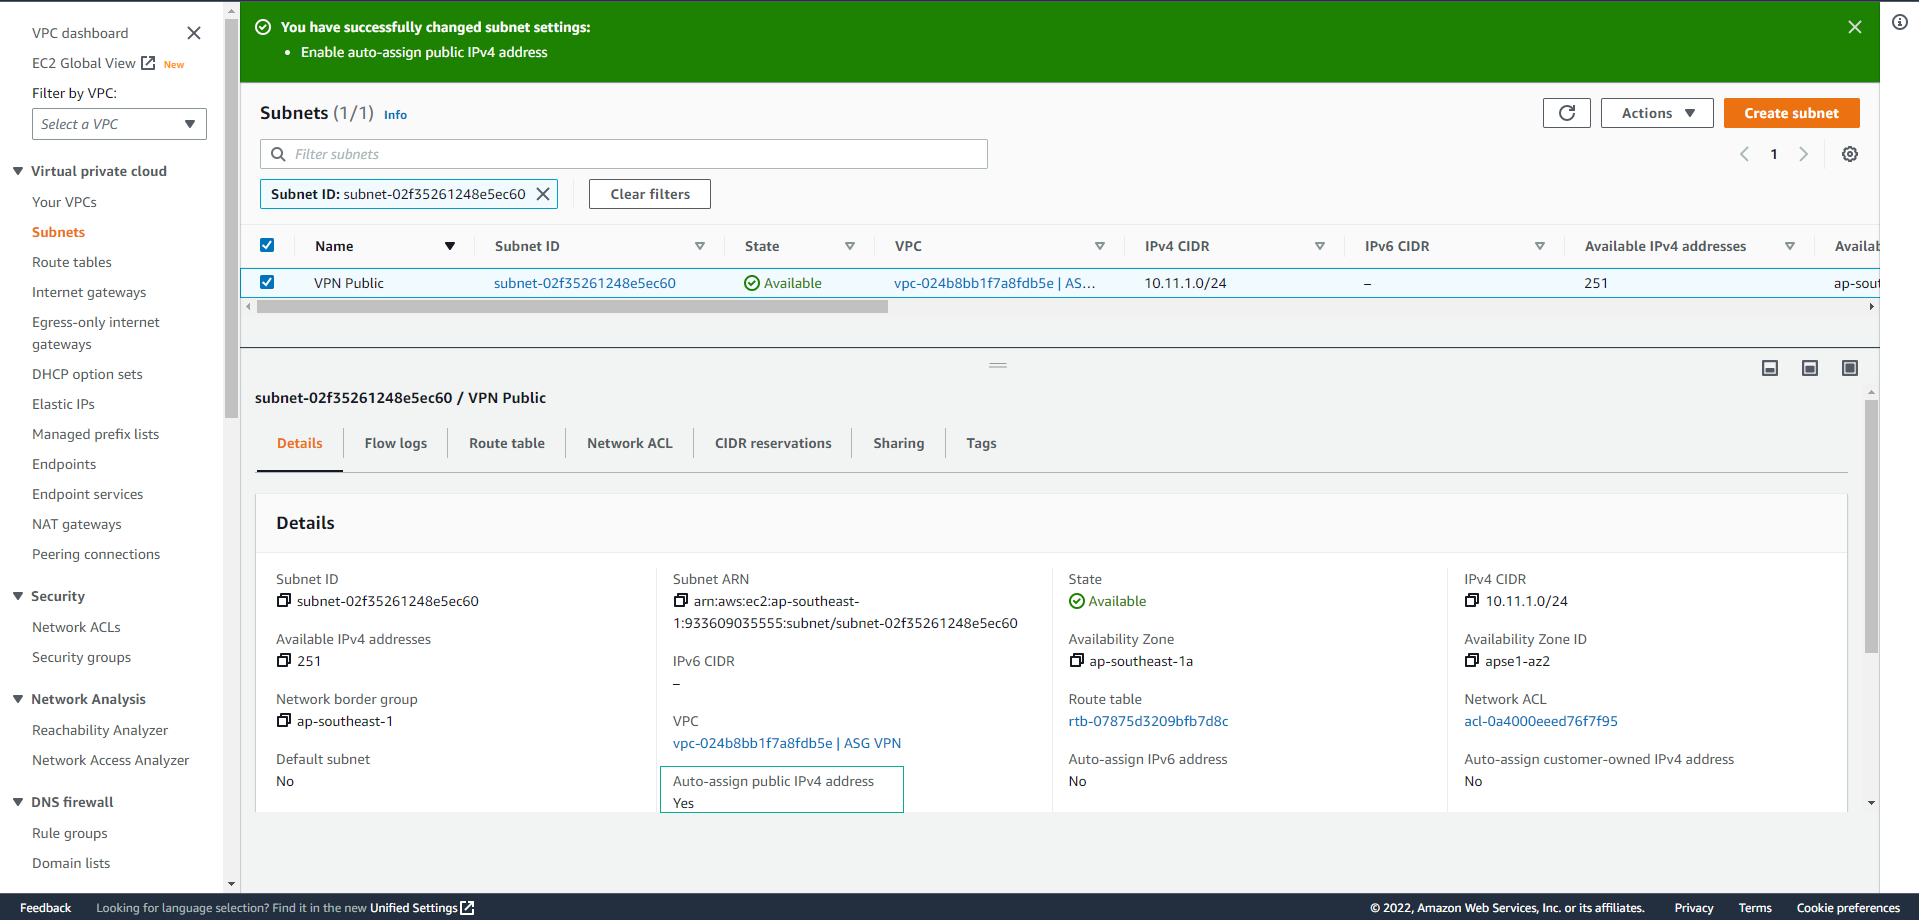 VPC dashboard
EC2 Global View New
Filter by VPC:
Select a VPC
Virtual private cloud
Your VPCs
Subnets
Route tables
Internet gateways
Egress-only internet
gateways
DHCP option sets
Elastic IPs
Managed prefix lists
Endpoints
Endpoint services
NAT gateways
Peering connections
Security
Network ACLs
Security groups
Network Analysis
Reachability Analyzer
Network Access Analyzer
DNS firewall
Rule groups
Domain lists
You have successfully changed subnet settings:
• Enable auto-assign public IPv4 address
Subnets (1/1) Info
Actions
Create subnet
Filter subnets
1
Subnet ID: subnet-02f35261248e5ec60
Clear filters
Name Subnet ID State VPC IPv4 CIDR IPv6 CIDR Available IPv4 addresses Availab
VPN Public subnet-02f35261248e5ec60 Available vpc-024b8bb1f7a8fdb5e | AS... 10.11.1.0/24 – 251 ap-sout
subnet-02f35261248e5ec60 / VPN Public
Details Flow logs Route table Network ACL CIDR reservations Sharing Tags
Details
Subnet ID
subnet-02f35261248e5ec60
Available IPv4 addresses
251
Network border group
ap-southeast-1
Default subnet
No
Subnet ARN
arn:aws:ec2:ap-southeast-
1:933609035555:subnet/subnet-02f35261248e5ec60
IPv6 CIDR
–
VPC
vpc-024b8bb1f7a8fdb5e | ASG VPN
Auto-assign public IPv4 address
Yes
State
Available
Availability Zone
ap-southeast-1a
Route table
rtb-07875d3209bfb7d8c
Auto-assign IPv6 address
No
IPv4 CIDR
10.11.1.0/24
Availability Zone ID
apse1-az2
Network ACL
acl-0a4000eeed76f7f95
Auto-assign customer-owned IPv4 address
No
Feedback Looking for language selection? Find it in the new Unified Settings © 2022, Amazon Web Services, Inc. or its affiliates. Privacy Terms Cookie preferences